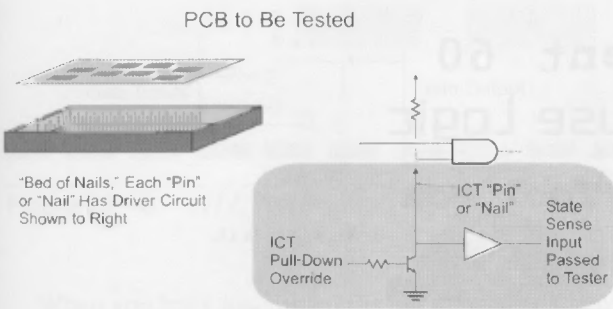 PCB to Be Tested
"Bed of Nails," Each "Pin"
or "Nail" Has Driver Circuit
Shown to Right
ICT "Pin"
or "Nail"
State
Sense
Input
Passed
to Tester
ICT
Pull-Down
Override